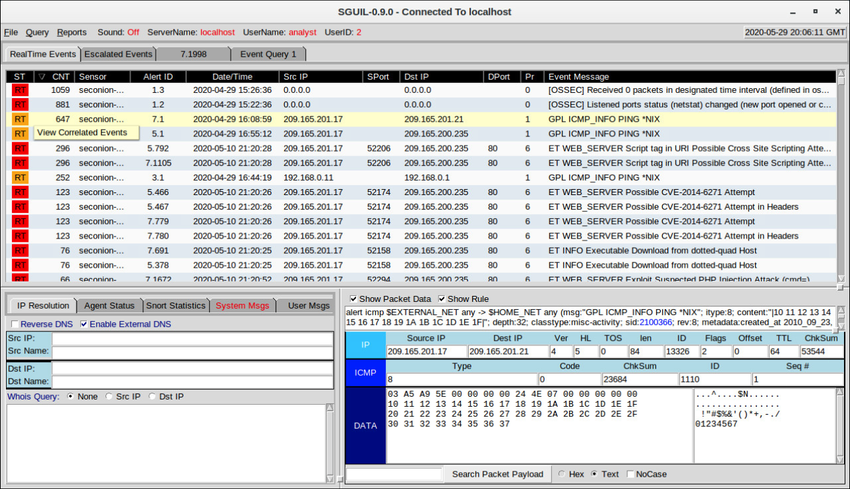 SGUIL-0.9.0 - Connected To localhost
File Query Reports Sound: Off ServerName: localhost UserName: analyst UserID: 2 2020-05-29 20:06:11 GMT
RealTime Events Escalated Events 7.1998 Event Query 1
ST CNT Sensor Alert ID Date/Time Src IP SPort Dst IP DPort Pr Event Message
RT 1059 seconion-... 1.3 2020-04-29 15:26:36 0.0.0.0 0.0.0.0 0 [OSSEC] Received 0 packets in designated time interval (defined in os...
RT 881 seconion-... 1.2 2020-04-29 15:22:36 0.0.0.0 0.0.0.0 0 [OSSEC] Listened ports status (netstat) changed (new port opened or c...
RT 647 seconion-... 7.1 2020-04-29 16:08:59 209.165.201.17 209.165.201.21 1 GPL ICMP_INFO PING *NIX
RT View Correlated Events 5.1 2020-04-29 16:55:12 209.165.201.17 209.165.200.235 1 GPL ICMP_INFO PING *NIX
RT 296 seconion-... 5.792 2020-05-10 21:20:28 209.165.201.17 52206 209.165.200.235 80 6 ET WEB_SERVER Script tag in URI Possible Cross Site Scripting Atte...
RT 296 seconion-... 7.1105 2020-05-10 21:20:28 209.165.201.17 52206 209.165.200.235 80 6 ET WEB_SERVER Script tag in URI Possible Cross Site Scripting Atte...
RT 252 seconion-... 3.1 2020-04-29 16:44:19 192.168.0.11 192.168.0.1 1 GPL ICMP_INFO PING *NIX
RT 123 seconion-... 5.466 2020-05-10 21:20:26 209.165.201.17 52174 209.165.200.235 80 6 ET WEB_SERVER Possible CVE-2014-6271 Attempt
RT 123 seconion-... 5.467 2020-05-10 21:20:26 209.165.201.17 52174 209.165.200.235 80 6 ET WEB_SERVER Possible CVE-2014-6271 Attempt in Headers
RT 123 seconion-... 7.779 2020-05-10 21:20:26 209.165.201.17 52174 209.165.200.235 80 6 ET WEB_SERVER Possible CVE-2014-6271 Attempt
RT 123 seconion-... 7.780 2020-05-10 21:20:26 209.165.201.17 52174 209.165.200.235 80 6 ET WEB_SERVER Possible CVE-2014-6271 Attempt in Headers
RT 76 seconion-... 7.691 2020-05-10 21:20:25 209.165.201.17 52158 209.165.200.235 80 6 ET INFO Executable Download from dotted-quad Host
RT 76 seconion-... 5.378 2020-05-10 21:20:25 209.165.201.17 52158 209.165.200.235 80 6 ET INFO Executable Download from dotted-quad Host
RT 66 seconion-... 7.1672 2020-05-10 21:20:52 209.165.201.17 52294 209.165.200.235 80 6 ET WEB_SERVER Exploit Suspected PHP Injection Attack (cmd=)
IP Resolution Agent Status Snort Statistics System Msgs User Msgs
Reverse DNS Enable External DNS
Src IP:
Src Name:
Dst IP:
Dst Name:
Whois Query: None Src IP Dst IP
Show Packet Data Show Rule
alert icmp $EXTERNAL_NET any -> $HOME_NET any (msg:"GPL ICMP_INFO PING *NIX"; itype:8; content:"|10 11 12 13 14
15 16 17 18 19 1A 1B 1C 1D 1E 1F|"; depth:32; classtype:misc-activity; sid:2100366; rev:8; metadata:created_at 2010_09_23,
IP Source IP Dest IP Ver HL TOS len ID Flags Offset TTL ChkSum
209.165.201.17 209.165.201.21 4 5 0 84 13326 2 0 64 53544
ICMP Type Code ChkSum ID Seq #
8 0 23684 1110 1
DATA
03 A5 A9 5E 00 00 00 00 24 4E 07 00 00 00 00 00 ...^....$N......
10 11 12 13 14 15 16 17 18 19 1A 1B 1C 1D 1E 1F ................
20 21 22 23 24 25 26 27 28 29 2A 2B 2C 2D 2E 2F !"#$%&'()*+,-./
30 31 32 33 34 35 36 37 01234567
Search Packet Payload Hex Text NoCase